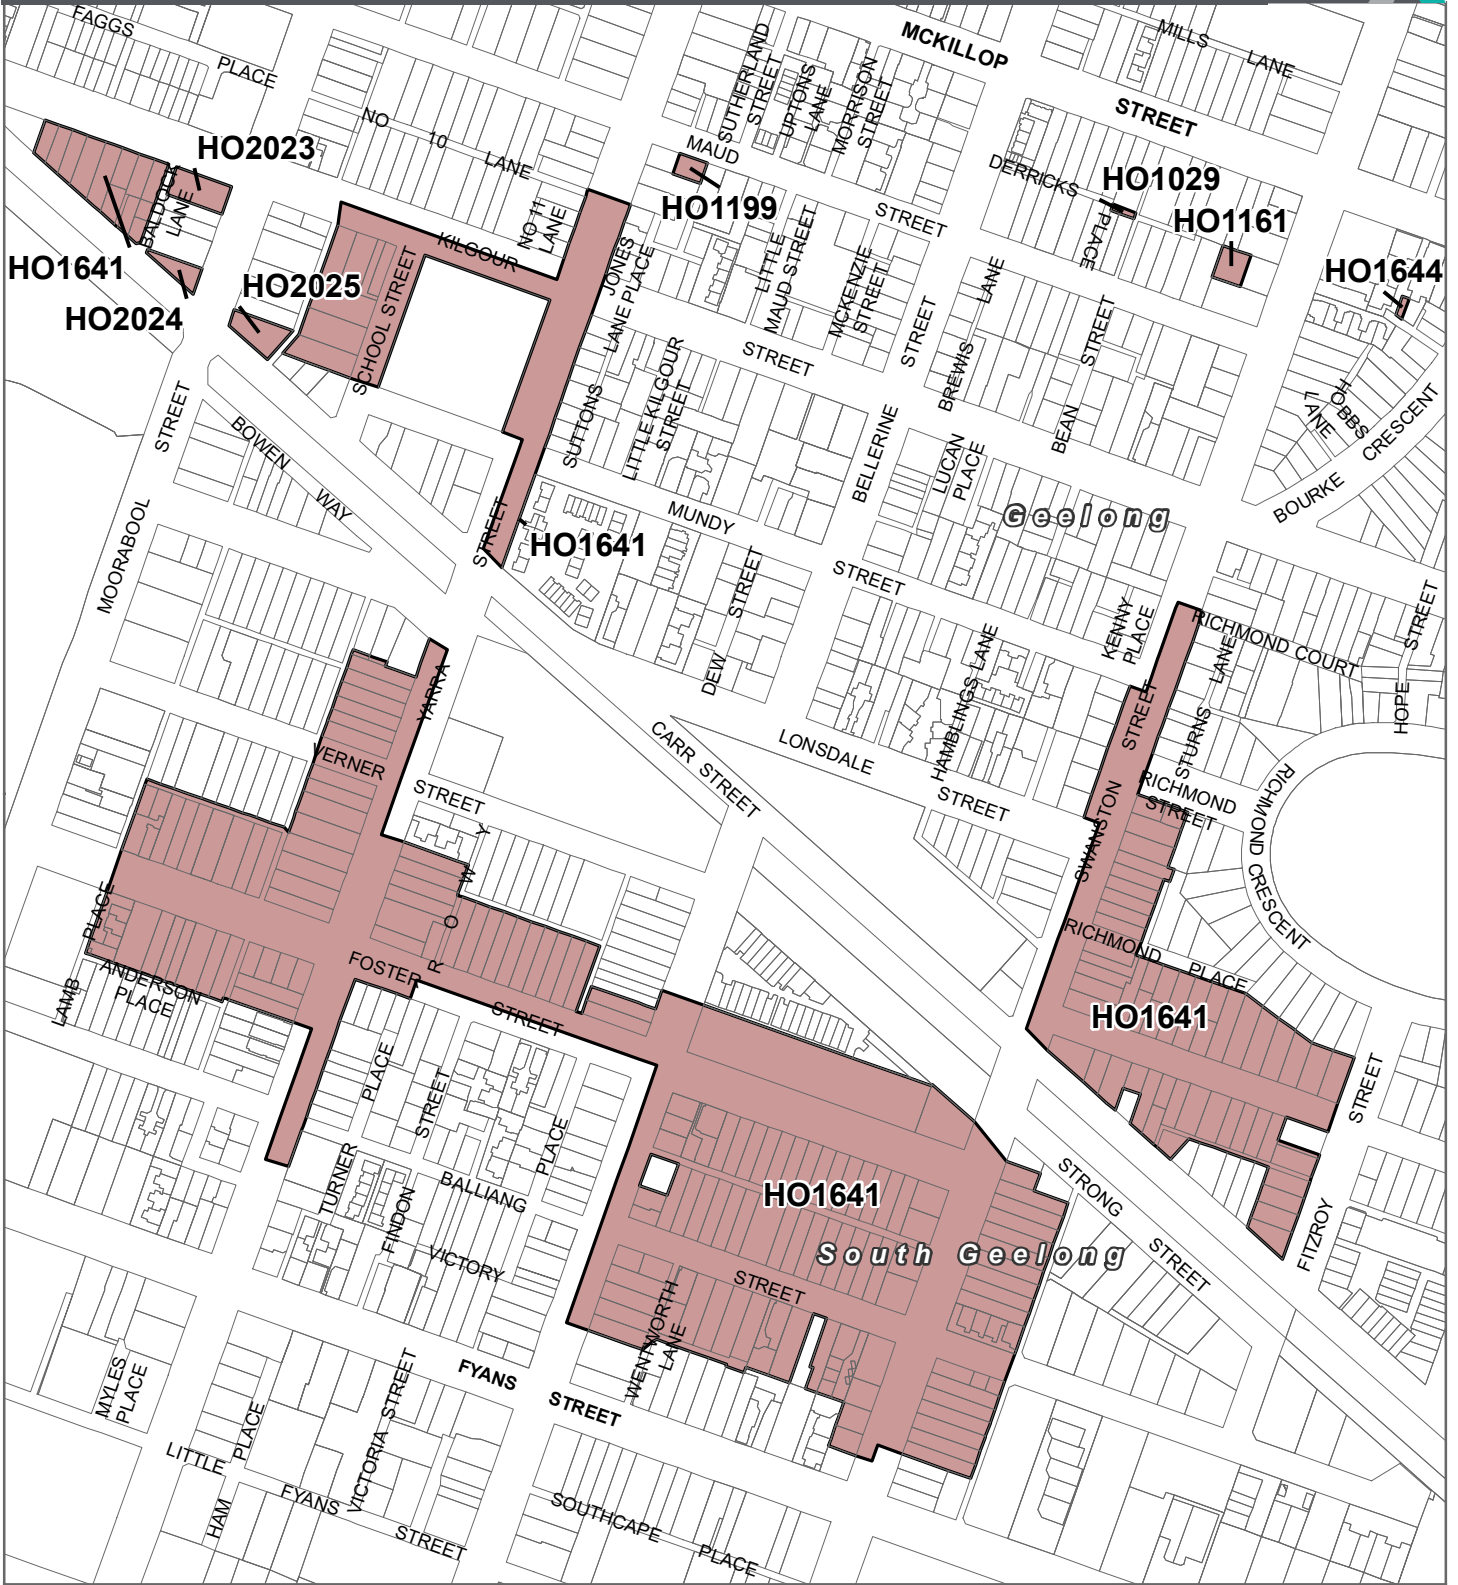 FAGGS
PLACE
MCKILLOP
STREET
MILLS
LANE
SUTHERLAND
STREET
UPTONS
LANE
MORRISON
STREET
NO 10 LANE
NO 11
LANE
MAUD
STREET
DERRICKS
PLACE
HO2023
HO1199
HO1029
HO1161
HO1644
HO1641
HO2024
HO2025
BALDOCK
LANE
KILGOUR
STREET
SCHOOL STREET
JONES
LANE PLACE
SUTTONS
LITTLE
MAUD STREET
MCKENZIE
STREET
LITTLE KILGOUR
STREET
BELLERINE
STREET
BREWIS
LANE
BEAN
STREET
LUCAN
PLACE
HOBBS
LANE
BOURKE
CRESCENT
MOORABOOL
STREET
BOWEN
WAY
STREET
HO1641
MUNDY
STREET
Geelong
DEW
STREET
KENNY
PLACE
RICHMOND COURT
HOPE
STREET
HAMBLINGS LANE
STURNS
LANE
SWANSTON
STREET
RICHMOND
STREET
RICHMOND CRESCENT
YARRA
VERNER
STREET
CARR STREET
LONSDALE
STREET
ROW
Y
LAMB
PLACE
ANDERSON
PLACE
FOSTER
STREET
RICHMOND
PLACE
HO1641
FITZROY
STREET
TURNER
PLACE
FINDON
STREET
BALLIANG
STREET
VICTORY
PLACE
HO1641
South Geelong
STRONG
STREET
WENTWORTH
LANE
FYANS
STREET
MYLES
PLACE
LITTLE
FYANS
STREET
HAM
PLACE
VICTORIA STREET
SOUTHCAPE
PLACE